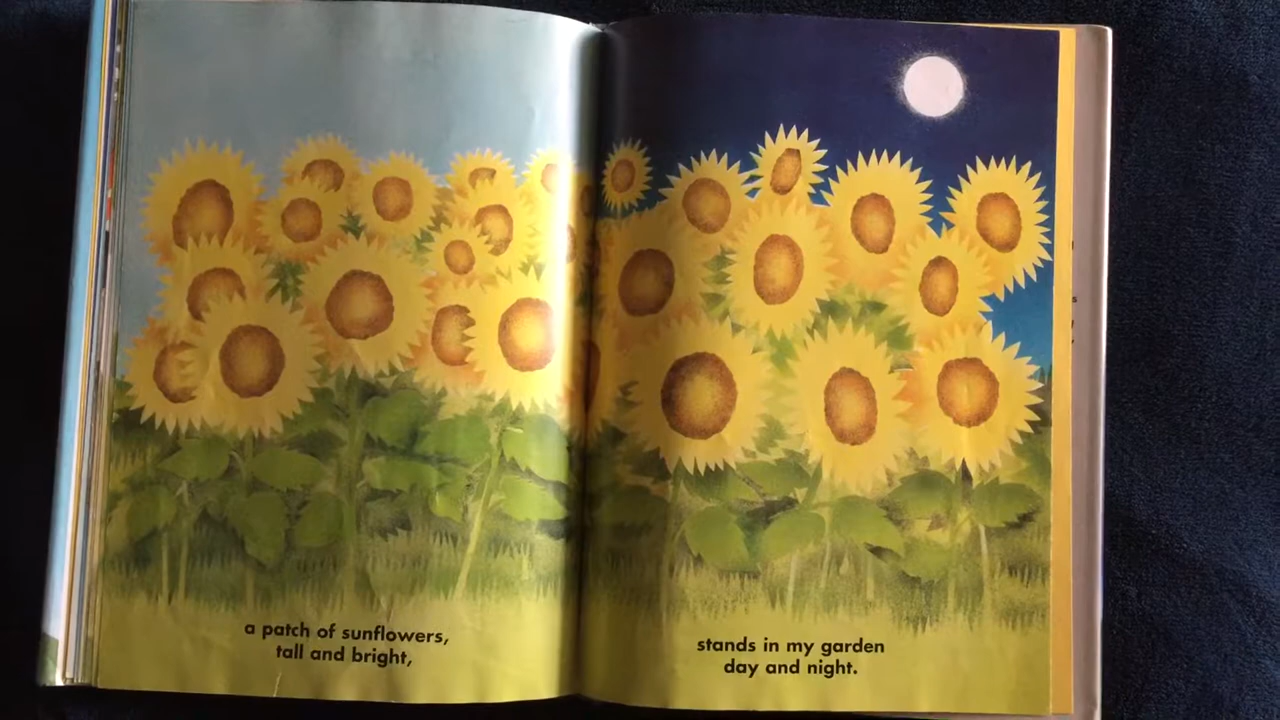 a patch of sunflowers,
tall and bright,
stands in my garden
day and night.